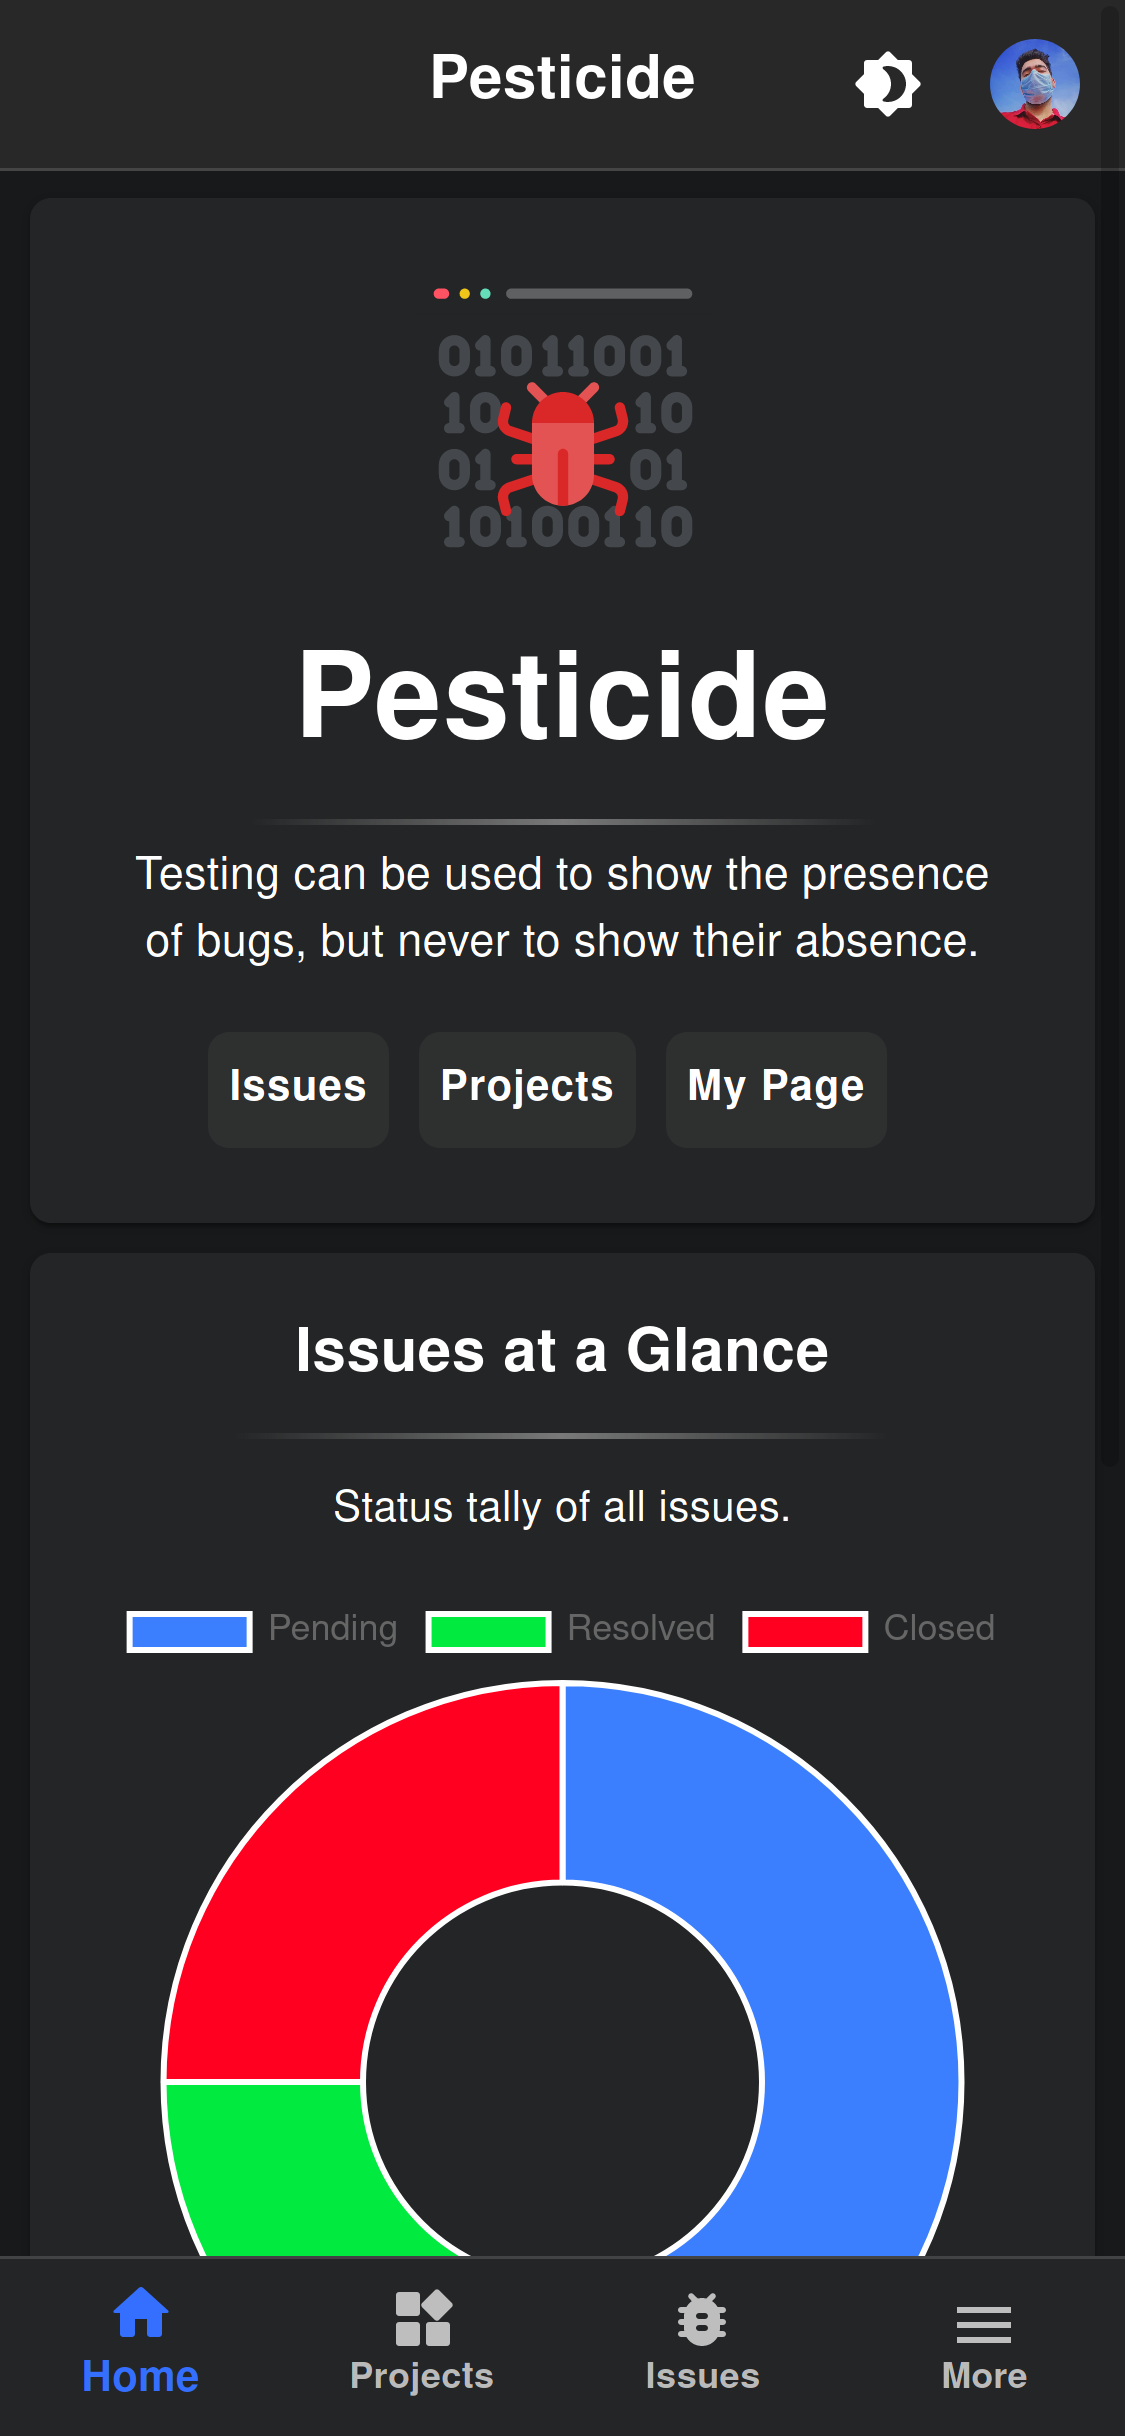 Pesticide
01011001
10 10
01 01
10100110
Pesticide
Testing can be used to show the presence
of bugs, but never to show their absence.
Issues Projects My Page
Issues at a Glance
Status tally of all issues.
Pending Resolved Closed
Home Projects Issues More